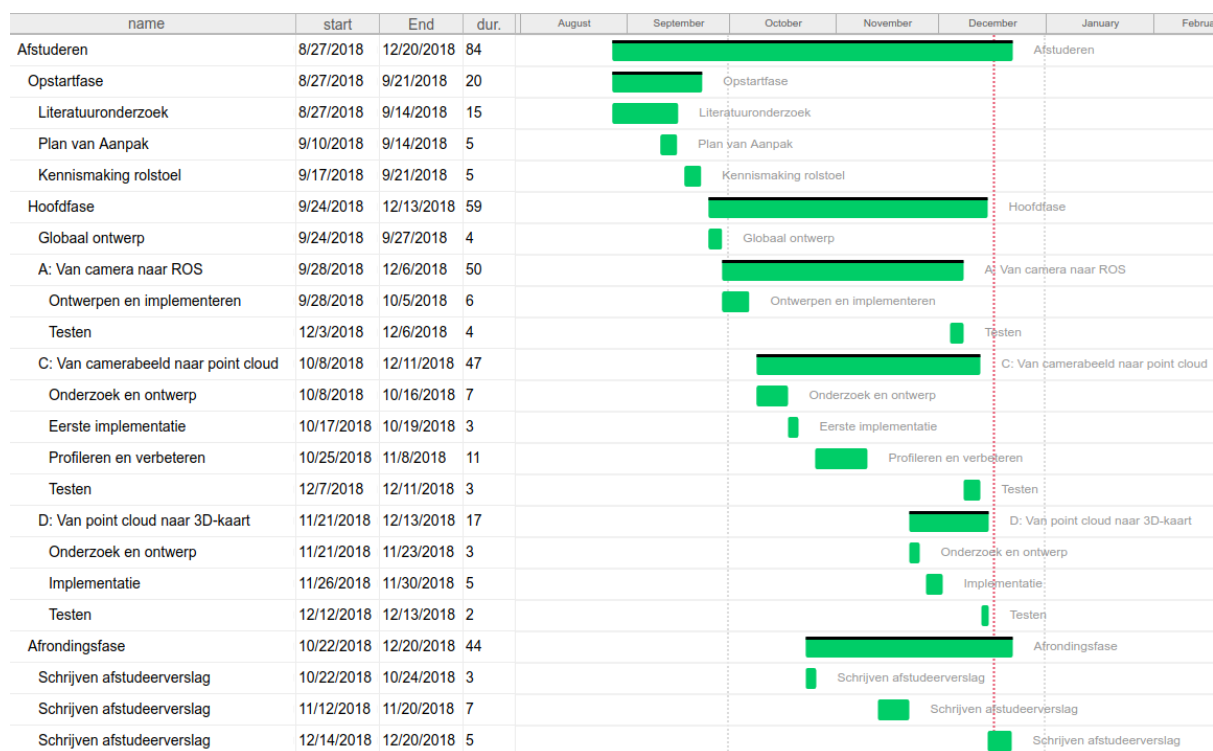 name start End dur. August September October November December January Februa
Afstuderen 8/27/2018 12/20/2018 84 Afstuderen
Opstartfase 8/27/2018 9/21/2018 20 Opstartfase
Literatuuronderzoek 8/27/2018 9/14/2018 15 Literatuuronderzoek
Plan van Aanpak 9/10/2018 9/14/2018 5 Plan van Aanpak
Kennismaking rolstoel 9/17/2018 9/21/2018 5 Kennismaking rolstoel
Hoofdfase 9/24/2018 12/13/2018 59 Hoofdfase
Globaal ontwerp 9/24/2018 9/27/2018 4 Globaal ontwerp
A: Van camera naar ROS 9/28/2018 12/6/2018 50 A: Van camera naar ROS
Ontwerpen en implementeren 9/28/2018 10/5/2018 6 Ontwerpen en implementeren
Testen 12/3/2018 12/6/2018 4 Testen
C: Van camerabeeld naar point cloud 10/8/2018 12/11/2018 47 C: Van camerabeeld naar point cloud
Onderzoek en ontwerp 10/8/2018 10/16/2018 7 Onderzoek en ontwerp
Eerste implementatie 10/17/2018 10/19/2018 3 Eerste implementatie
Profileren en verbeteren 10/25/2018 11/8/2018 11 Profileren en verbeteren
Testen 12/7/2018 12/11/2018 3 Testen
D: Van point cloud naar 3D-kaart 11/21/2018 12/13/2018 17 D: Van point cloud naar 3D-kaart
Onderzoek en ontwerp 11/21/2018 11/23/2018 3 Onderzoek en ontwerp
Implementatie 11/26/2018 11/30/2018 5 Implementatie
Testen 12/12/2018 12/13/2018 2 Testen
Afrondingsfase 10/22/2018 12/20/2018 44 Afrondingsfase
Schrijven afstudeerverslag 10/22/2018 10/24/2018 3 Schrijven afstudeerverslag
Schrijven afstudeerverslag 11/12/2018 11/20/2018 7 Schrijven afstudeerverslag
Schrijven afstudeerverslag 12/14/2018 12/20/2018 5 Schrijven afstudeerverslag